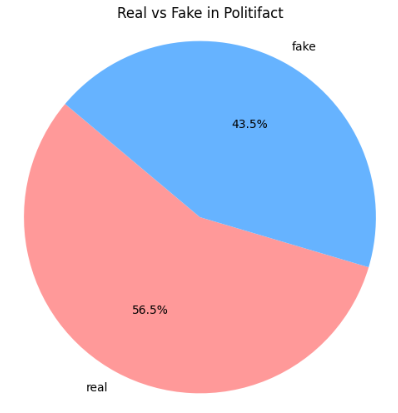 Real vs Fake in Politifact
fake
43.5%
56.5%
real